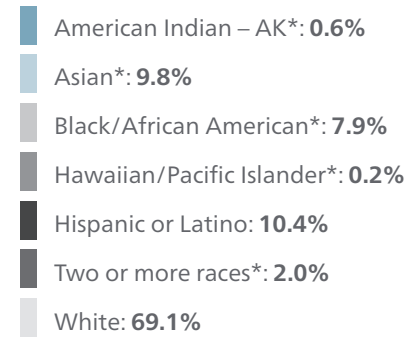 American Indian – AK*: 0.6%
Asian*: 9.8%
Black/African American*: 7.9%
Hawaiian/Pacific Islander*: 0.2%
Hispanic or Latino: 10.4%
Two or more races*: 2.0%
White: 69.1%